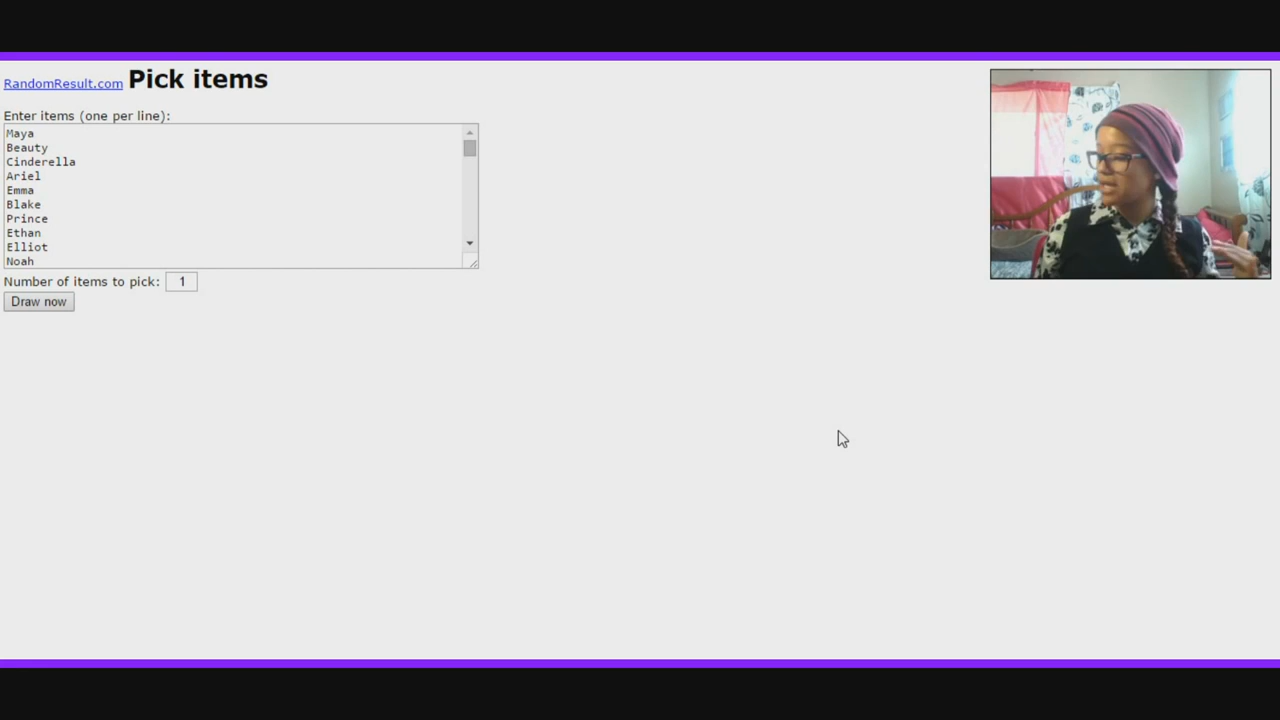 RandomResult.com Pick items
Enter items (one per line):
Maya
Beauty
Cinderella
Ariel
Emma
Blake
Prince
Ethan
Elliot
Noah
Number of items to pick: 1
Draw now